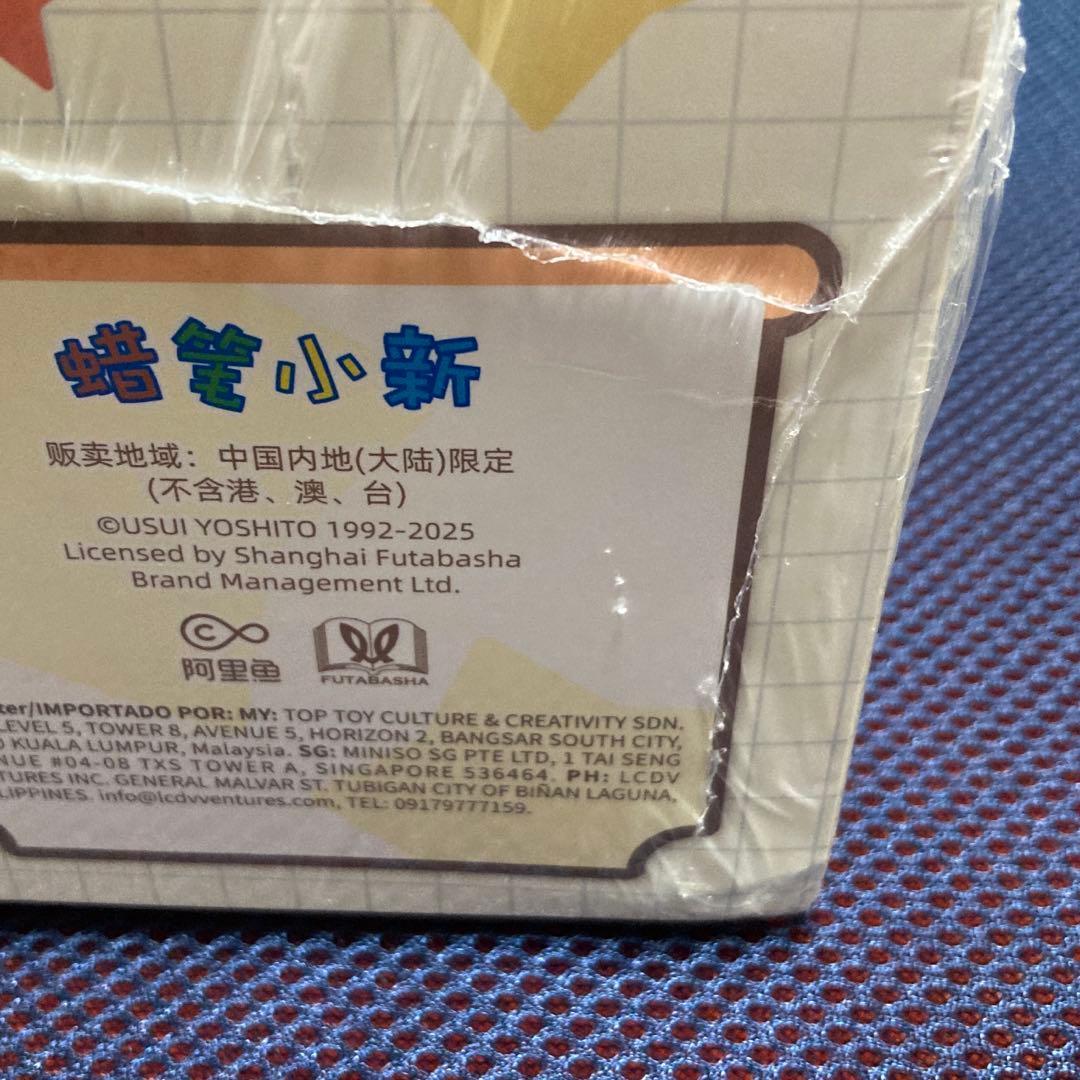 蜡笔小新
贩卖地域：中国内地(大陆)限定
(不含港、澳、台)
©USUI YOSHITO 1992-2025
Licensed by Shanghai Futabasha
Brand Management Ltd.
阿里鱼
FUTABASHA
ter/IMPORTADO POR: MY: TOP TOY CULTURE & CREATIVITY SDN.
LEVEL 5, TOWER 8, AVENUE 5, HORIZON 2, BANGSAR SOUTH CITY,
KUALA LUMPUR, Malaysia. SG: MINISO SG PTE LTD, 1 TAI SENG
NUE #04-08 TXS TOWER A, SINGAPORE 536464. PH: LCDV
TURES INC. GENERAL MALVAR ST. TUBIGAN CITY OF BIÑAN LAGUNA,
LIPPINES. info@lcdvventures.com, TEL: 09179777159.